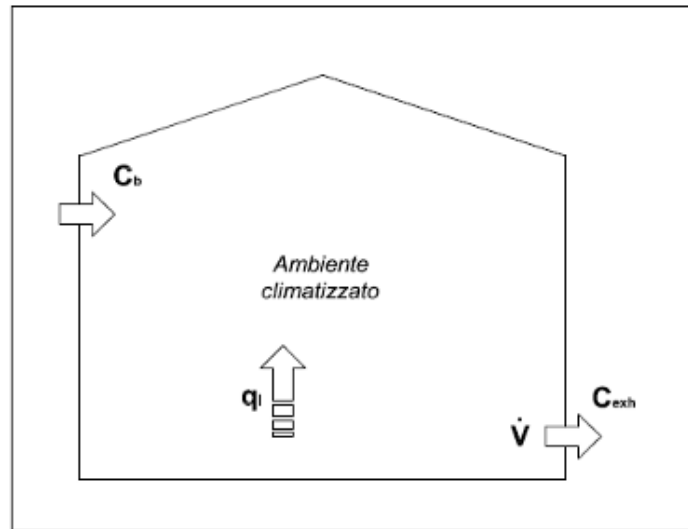 C_b
Ambiente
climatizzato
q_l
C_exh
V̇